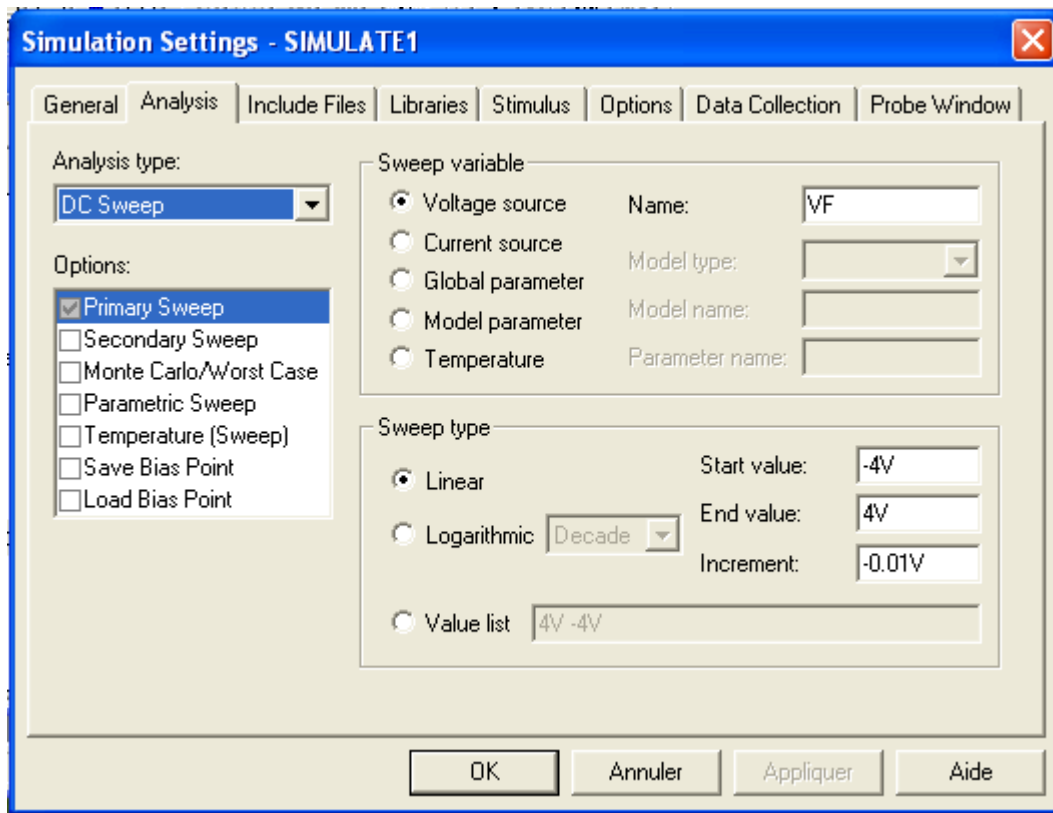 Simulation Settings - SIMULATE1
General Analysis Include Files Libraries Stimulus Options Data Collection Probe Window
Analysis type:
DC Sweep
Options:
Primary Sweep
Secondary Sweep
Monte Carlo/Worst Case
Parametric Sweep
Temperature (Sweep)
Save Bias Point
Load Bias Point
Sweep variable
Voltage source
Current source
Global parameter
Model parameter
Temperature
Name: VF
Model type:
Model name:
Parameter name:
Sweep type
Linear
Logarithmic Decade
Start value: -4V
End value: 4V
Increment: -0.01V
Value list 4V -4V
OK Annuler Appliquer Aide